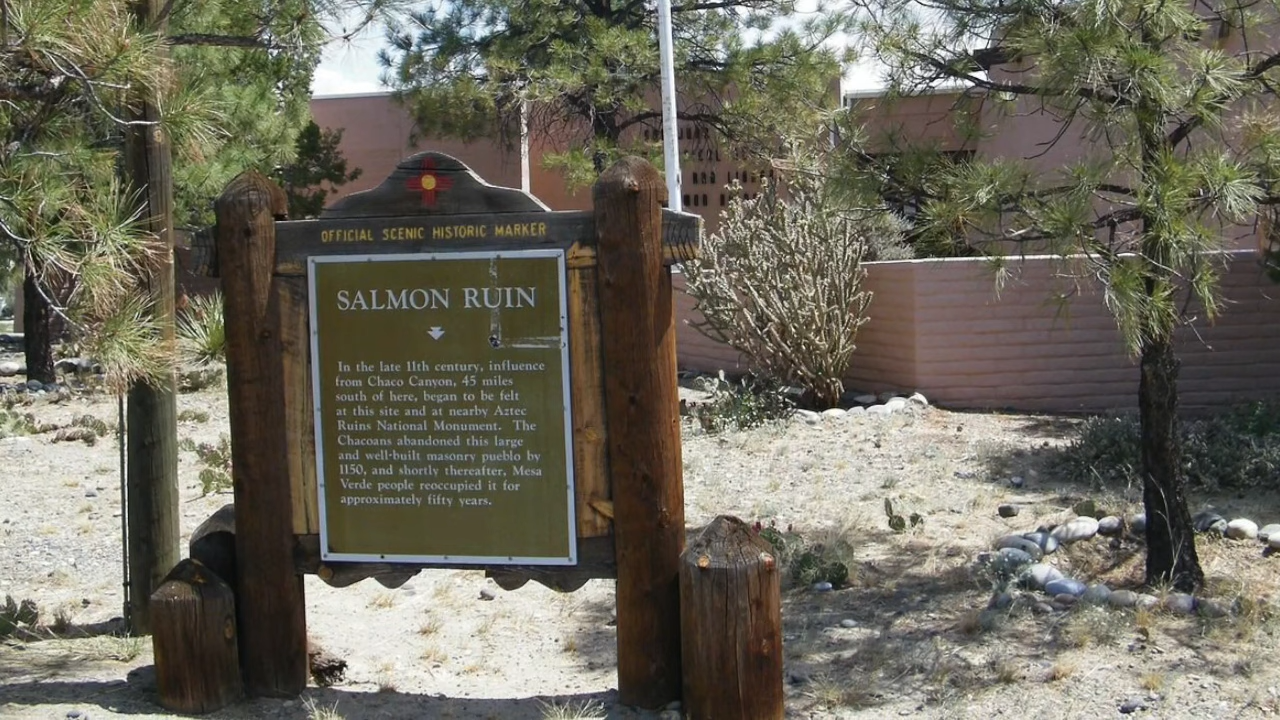 OFFICIAL SCENIC HISTORIC MARKER
SALMON RUIN
In the late 11th century, influence
from Chaco Canyon, 45 miles
south of here, began to be felt
at this site and at nearby Aztec
Ruins National Monument. The
Chacoans abandoned this large
and well-built masonry pueblo by
1150, and shortly thereafter, Mesa
Verde people reoccupied it for
approximately fifty years.